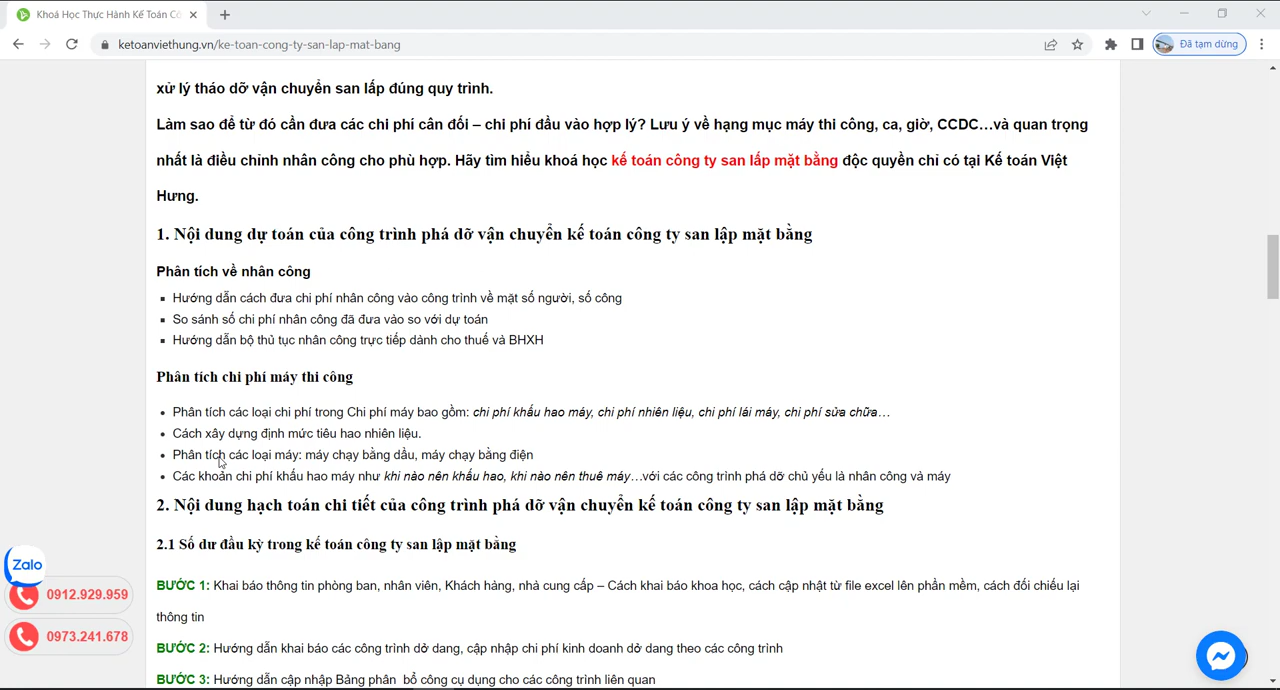 Khoá Học Thực Hành Kế Toán Cô
ketoanviethung.vn/ke-toan-cong-ty-san-lap-mat-bang
Đã tạm dừng
xử lý tháo dỡ vận chuyển san lấp đúng quy trình.
Làm sao để từ đó cần đưa các chi phí cân đối – chi phí đầu vào hợp lý? Lưu ý về hạng mục máy thi công, ca, giờ, CCDC…và quan trọng
nhất là điều chỉnh nhân công cho phù hợp. Hãy tìm hiểu khoá học kế toán công ty san lấp mặt bằng độc quyền chỉ có tại Kế toán Việt
Hưng.
1. Nội dung dự toán của công trình phá dỡ vận chuyển kế toán công ty san lập mặt bằng
Phân tích về nhân công
▪ Hướng dẫn cách đưa chi phí nhân công vào công trình về mặt số người, số công
▪ So sánh số chi phí nhân công đã đưa vào so với dự toán
▪ Hướng dẫn bộ thủ tục nhân công trực tiếp dành cho thuế và BHXH
Phân tích chi phí máy thi công
• Phân tích các loại chi phí trong Chi phí máy bao gồm: chi phí khấu hao máy, chi phí nhiên liệu, chi phí lái máy, chi phí sửa chữa…
• Cách xây dựng định mức tiêu hao nhiên liệu.
• Phân tích các loại máy: máy chạy bằng dầu, máy chạy bằng điện
• Các khoản chi phí khấu hao máy như khi nào nên khấu hao, khi nào nên thuê máy…với các công trình phá dỡ chủ yếu là nhân công và máy
2. Nội dung hạch toán chi tiết của công trình phá dỡ vận chuyển kế toán công ty san lập mặt bằng
2.1 Số dư đầu kỳ trong kế toán công ty san lập mặt bằng
BƯỚC 1: Khai báo thông tin phòng ban, nhân viên, Khách hàng, nhà cung cấp – Cách khai báo khoa học, cách cập nhật từ file excel lên phần mềm, cách đối chiếu lại
thông tin
BƯỚC 2: Hướng dẫn khai báo các công trình dở dang, cập nhập chi phí kinh doanh dở dang theo các công trình
BƯỚC 3: Hướng dẫn cập nhập Bảng phân bổ công cụ dụng cho các công trình liên quan
Zalo
0912.929.959
0973.241.678